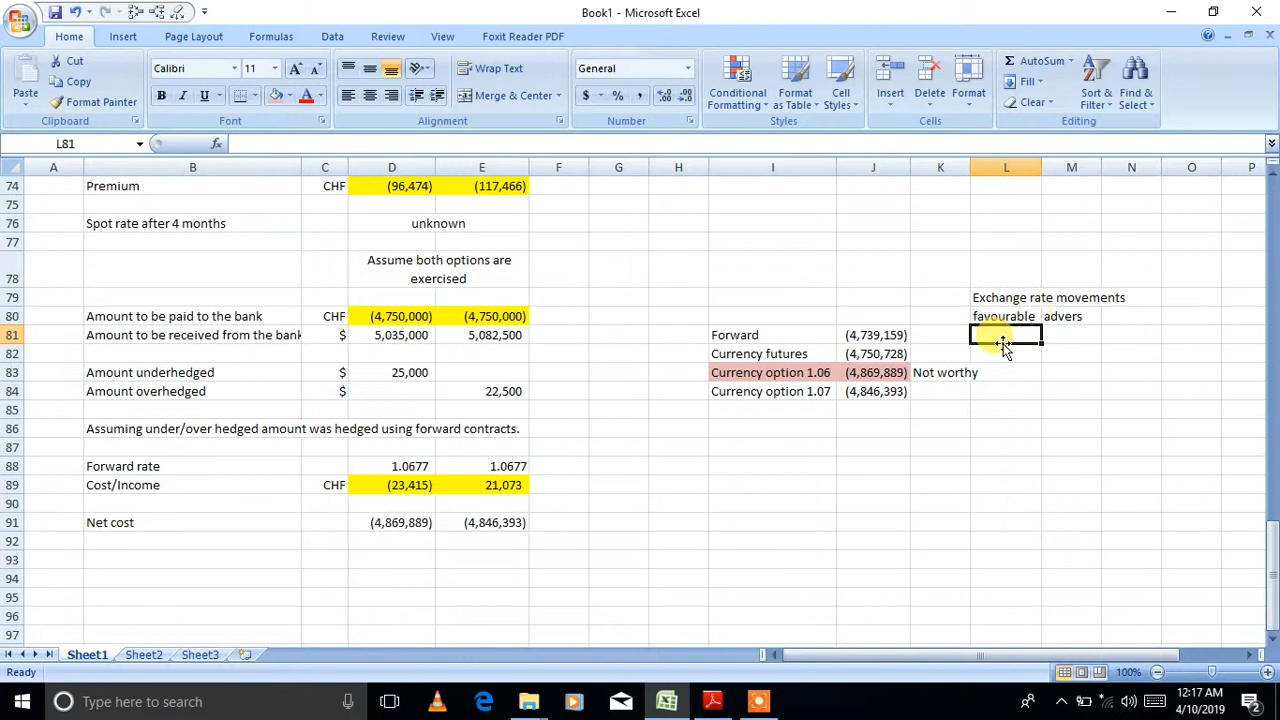 Book1 - Microsoft Excel
Home Insert Page Layout Formulas Data Review View Foxit Reader PDF
Cut
Copy
Format Painter
Paste
Clipboard
Calibri 11
B I U
Font
Wrap Text
Merge & Center
Alignment
General
$ % ,
Number
Conditional Formatting
Format as Table
Cell Styles
Styles
Insert Delete Format
Cells
AutoSum
Fill
Clear
Sort & Filter
Find & Select
Editing
L81 fx
A B C D E F G H I J K L M N O P
74 Premium CHF (96,474) (117,466)
75
76 Spot rate after 4 months unknown
77
78 Assume both options are exercised
79 Exchange rate movements
80 Amount to be paid to the bank CHF (4,750,000) (4,750,000) favourable advers
81 Amount to be received from the bank $ 5,035,000 5,082,500 Forward (4,739,159)
82 Currency futures (4,750,728)
83 Amount underhedged $ 25,000 Currency option 1.06 (4,869,889) Not worthy
84 Amount overhedged $ 22,500 Currency option 1.07 (4,846,393)
85
86 Assuming under/over hedged amount was hedged using forward contracts.
87
88 Forward rate 1.0677 1.0677
89 Cost/Income CHF (23,415) 21,073
90
91 Net cost (4,869,889) (4,846,393)
92
93
94
95
96
97
Sheet1 Sheet2 Sheet3
Ready 100%
Type here to search
12:17 AM
4/10/2019
2